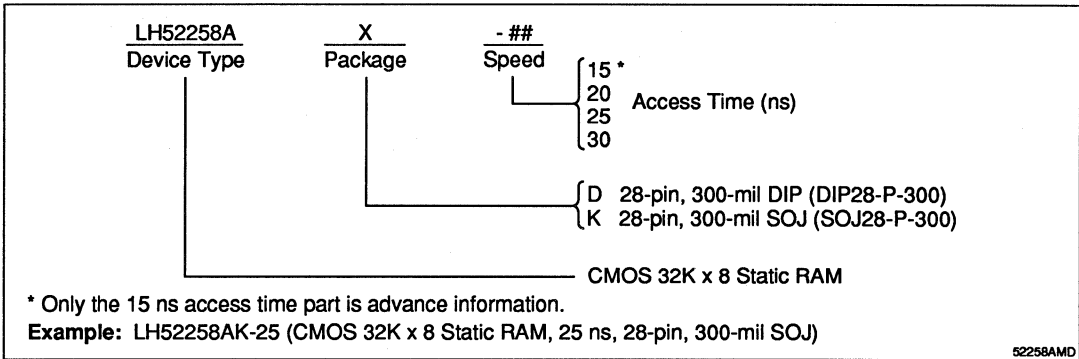 LH52258A X - ##
Device Type Package Speed
15 *
20
25
30
Access Time (ns)
D 28-pin, 300-mil DIP (DIP28-P-300)
K 28-pin, 300-mil SOJ (SOJ28-P-300)
CMOS 32K x 8 Static RAM
* Only the 15 ns access time part is advance information.
Example: LH52258AK-25 (CMOS 32K x 8 Static RAM, 25 ns, 28-pin, 300-mil SOJ)
52258AMD